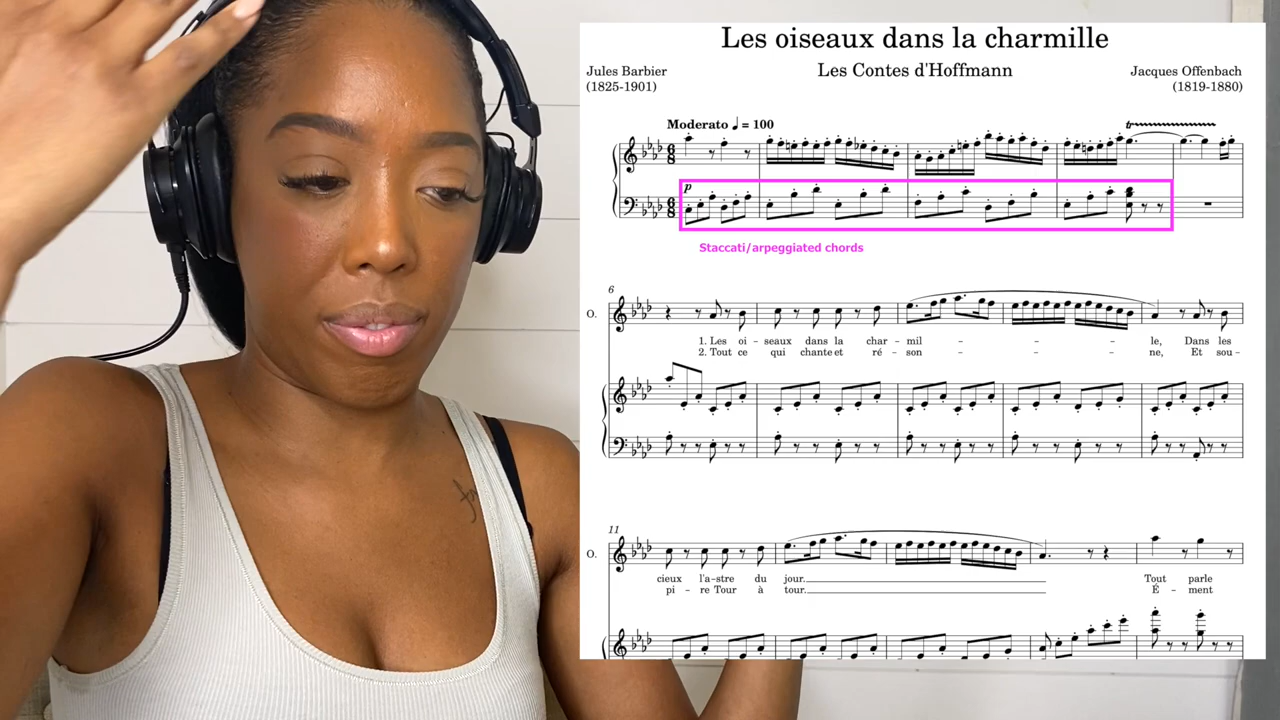 Les oiseaux dans la charmille
Jules Barbier
(1825-1901)
Les Contes d'Hoffmann
Jacques Offenbach
(1819-1880)
Moderato ♩ = 100
p
Staccati/arpeggiated chords
6
O.
1. Les oi - seaux dans la char - mil - - - le, Dans les
2. Tout ce qui chante et ré - son - - - ne, Et sou -
11
O.
cieux l'a-stre du jour. Tout parle
pi - re Tour à tour. É - ment